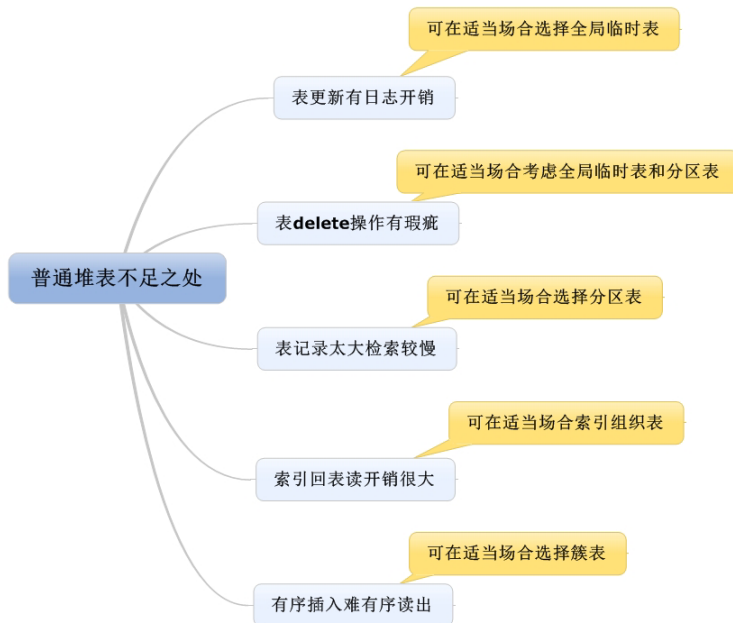 可在适当场合选择全局临时表
表更新有日志开销
可在适当场合考虑全局临时表和分区表
表delete操作有瑕疵
普通堆表不足之处
可在适当场合选择分区表
表记录太大检索较慢
可在适当场合索引组织表
索引回表读开销很大
可在适当场合选择簇表
有序插入难有序读出